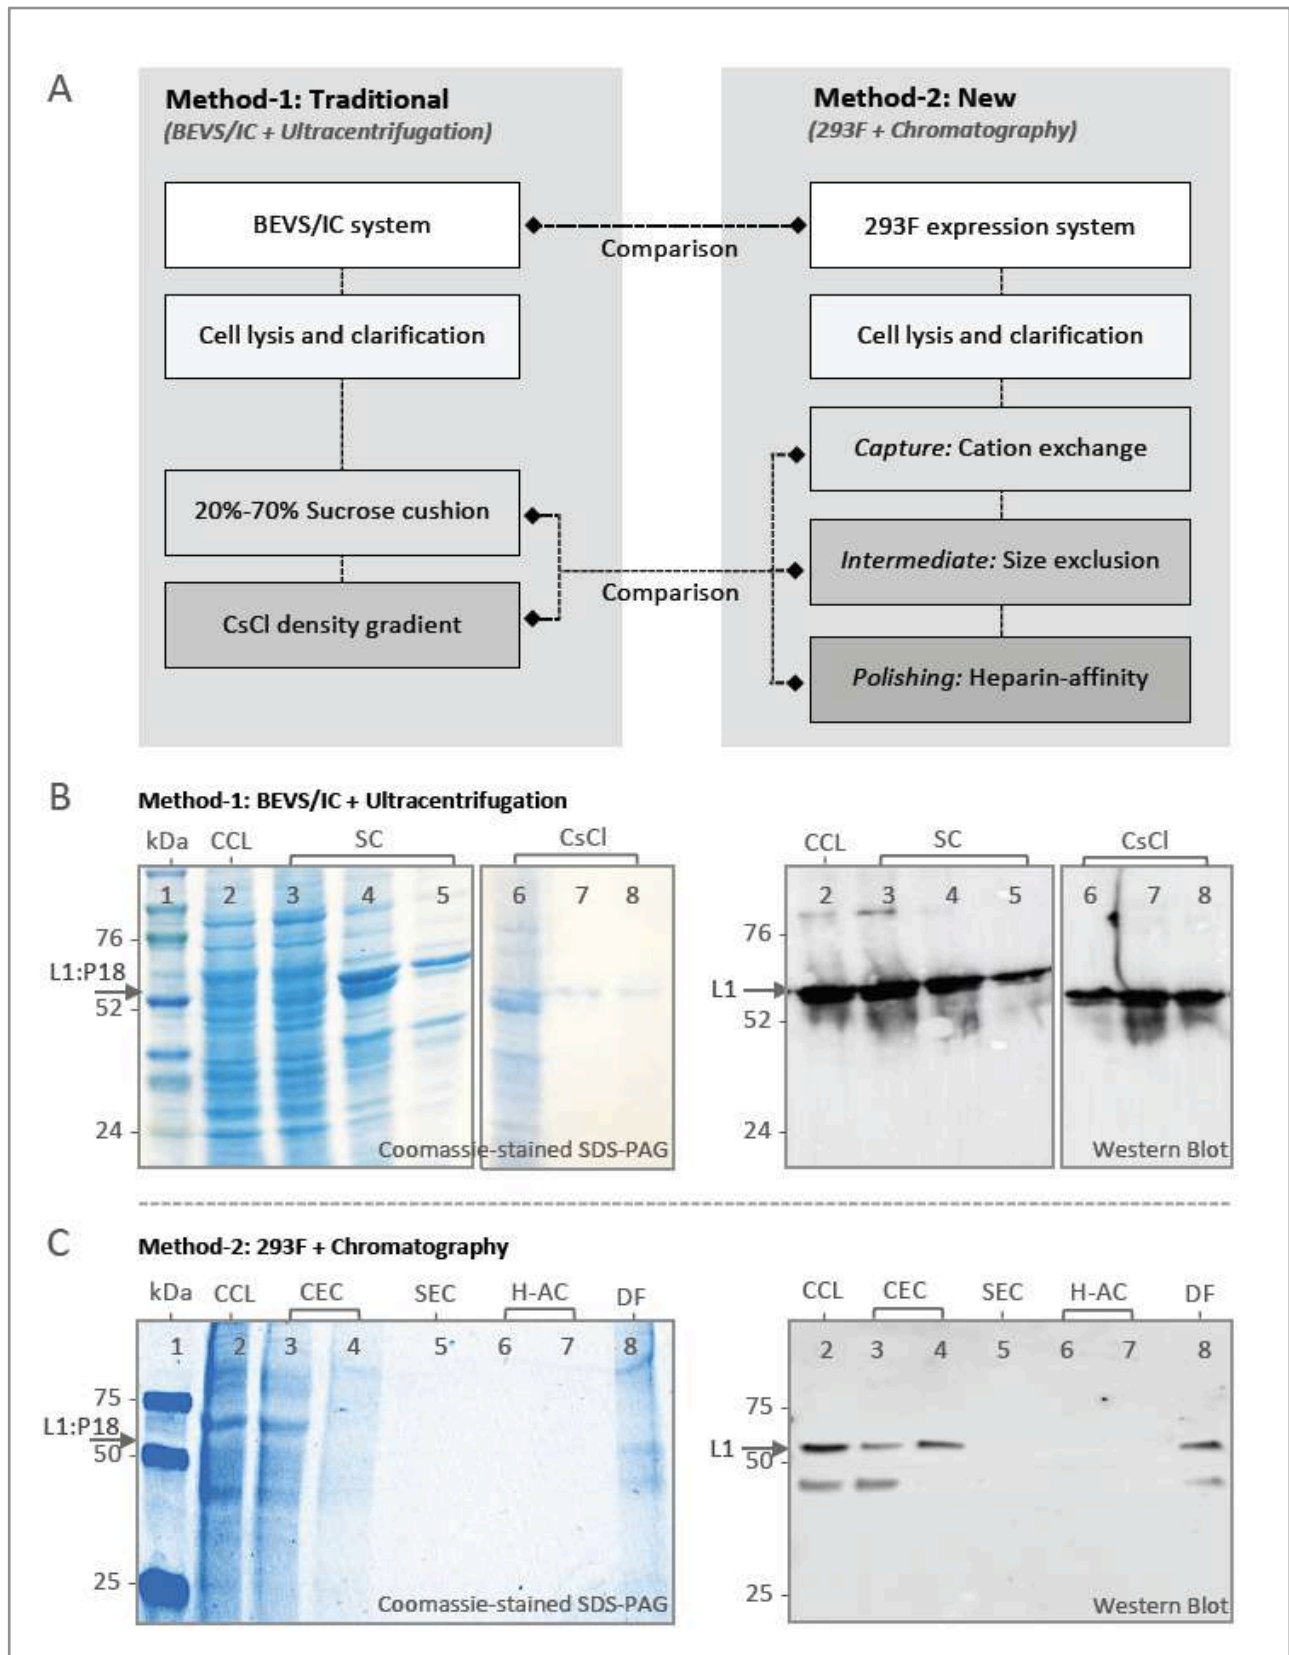 A
Method-1: Traditional
(BEVS/IC + Ultracentrifugation)
BEVS/IC system
Cell lysis and clarification
20%-70% Sucrose cushion
CsCl density gradient
Comparison
Comparison
Method-2: New
(293F + Chromatography)
293F expression system
Cell lysis and clarification
Capture: Cation exchange
Intermediate: Size exclusion
Polishing: Heparin-affinity
B
Method-1: BEVS/IC + Ultracentrifugation
kDa CCL SC CsCl
1 2 3 4 5 6 7 8
76
L1:P18
52
24
Coomassie-stained SDS-PAG
CCL SC CsCl
2 3 4 5 6 7 8
76
L1
52
24
Western Blot
C
Method-2: 293F + Chromatography
kDa CCL CEC SEC H-AC DF
1 2 3 4 5 6 7 8
75
L1:P18
50
25
Coomassie-stained SDS-PAG
CCL CEC SEC H-AC DF
2 3 4 5 6 7 8
75
L1
50
25
Western Blot